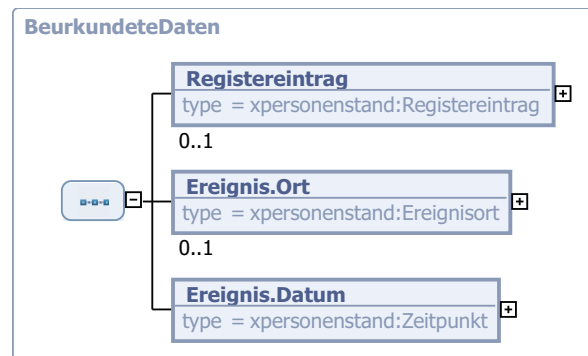 BeurkundeteDaten
Registereintrag
type = xpersonenstand:Registereintrag
0..1
Ereignis.Ort
type = xpersonenstand:Ereignisort
0..1
Ereignis.Datum
type = xpersonenstand:Zeitpunkt